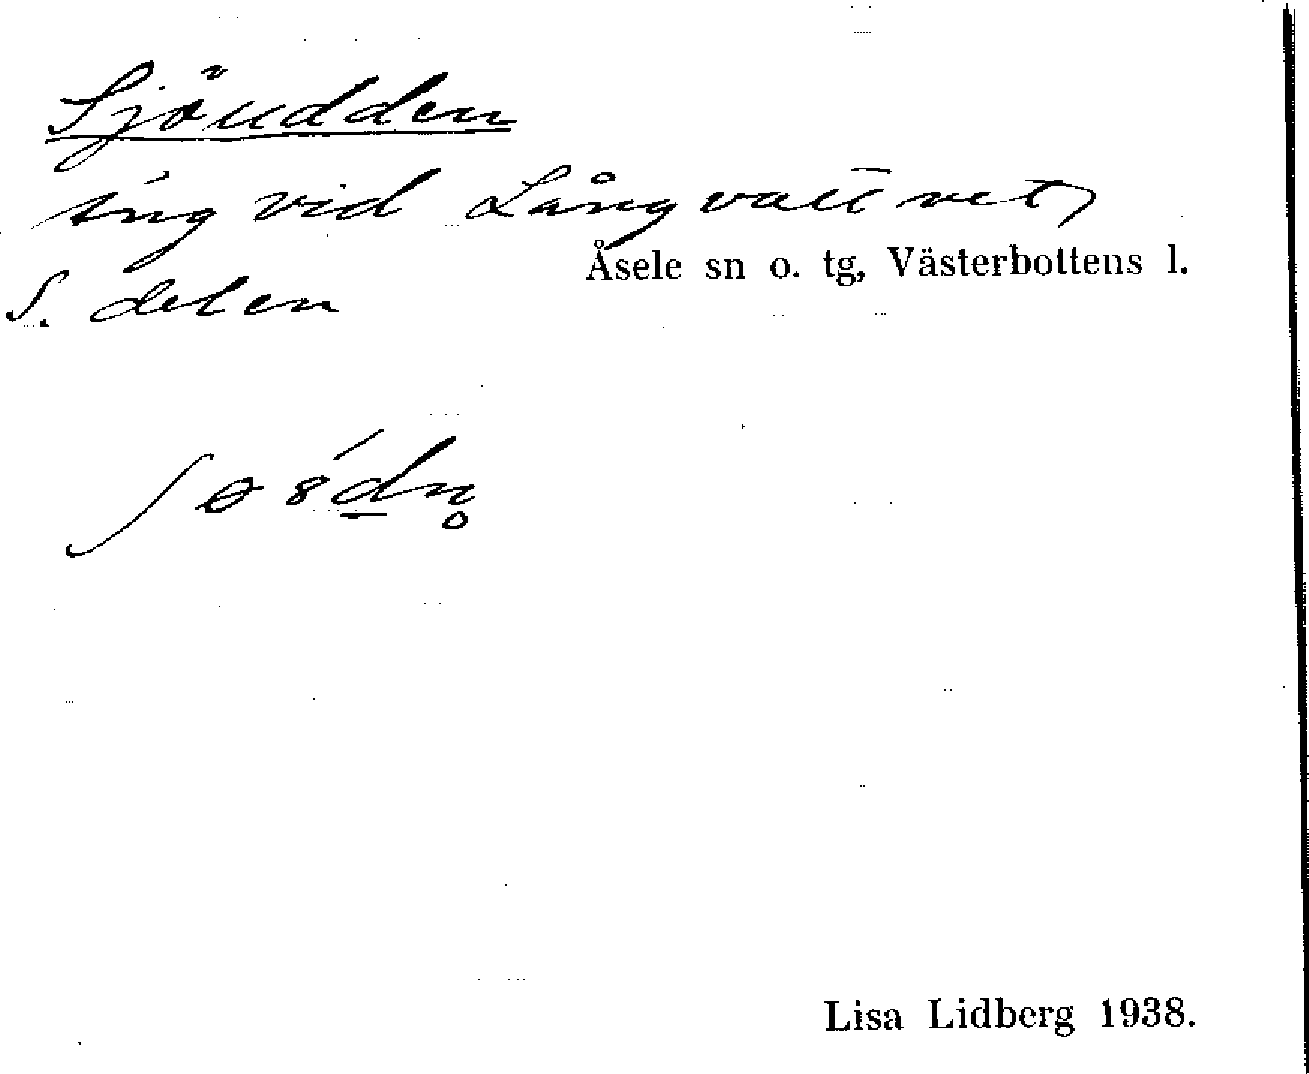 Sjöudden
äng vid Långvattnet,
Åsele sn o. tg, Västerbottens l.
S. delen
Lisa Lidberg 1938.